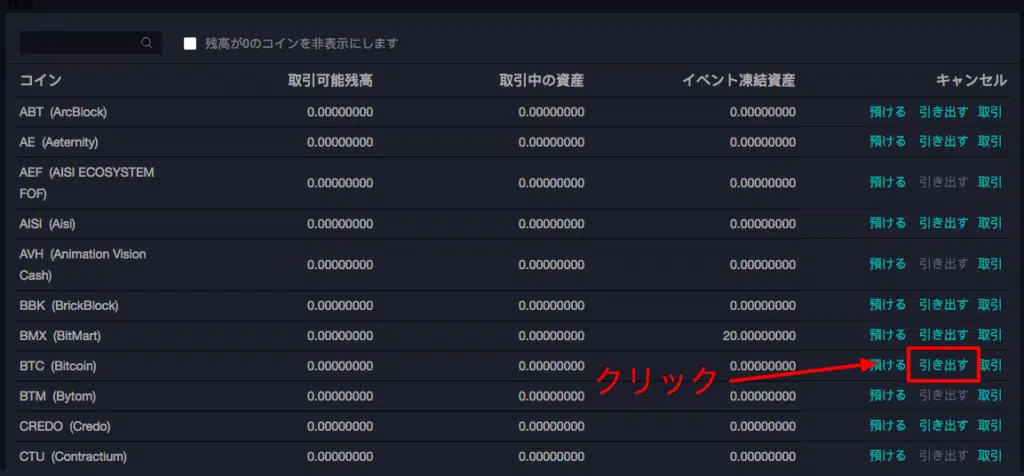 残高が0のコインを非表示にします
コイン 取引可能残高 取引中の資産 イベント凍結資産 キャンセル
ABT (ArcBlock) 0.00000000 0.00000000 0.00000000 預ける 引き出す 取引
AE (Aeternity) 0.00000000 0.00000000 0.00000000 預ける 引き出す 取引
AEF (AISI ECOSYSTEM
FOF) 0.00000000 0.00000000 0.00000000 預ける 引き出す 取引
AISI (Aisi) 0.00000000 0.00000000 0.00000000 預ける 引き出す 取引
AVH (Animation Vision
Cash) 0.00000000 0.00000000 0.00000000 預ける 引き出す 取引
BBK (BrickBlock) 0.00000000 0.00000000 0.00000000 預ける 引き出す 取引
BMX (BitMart) 0.00000000 0.00000000 20.00000000 預ける 引き出す 取引
BTC (Bitcoin) 0.00000000 0.00000000 0.00000000 預ける 引き出す 取引
クリック
BTM (Bytom) 0.00000000 0.00000000 0.00000000 預ける 引き出す 取引
CREDO (Credo) 0.00000000 0.00000000 0.00000000 預ける 引き出す 取引
CTU (Contractium) 0.00000000 0.00000000 0.00000000 預ける 引き出す 取引